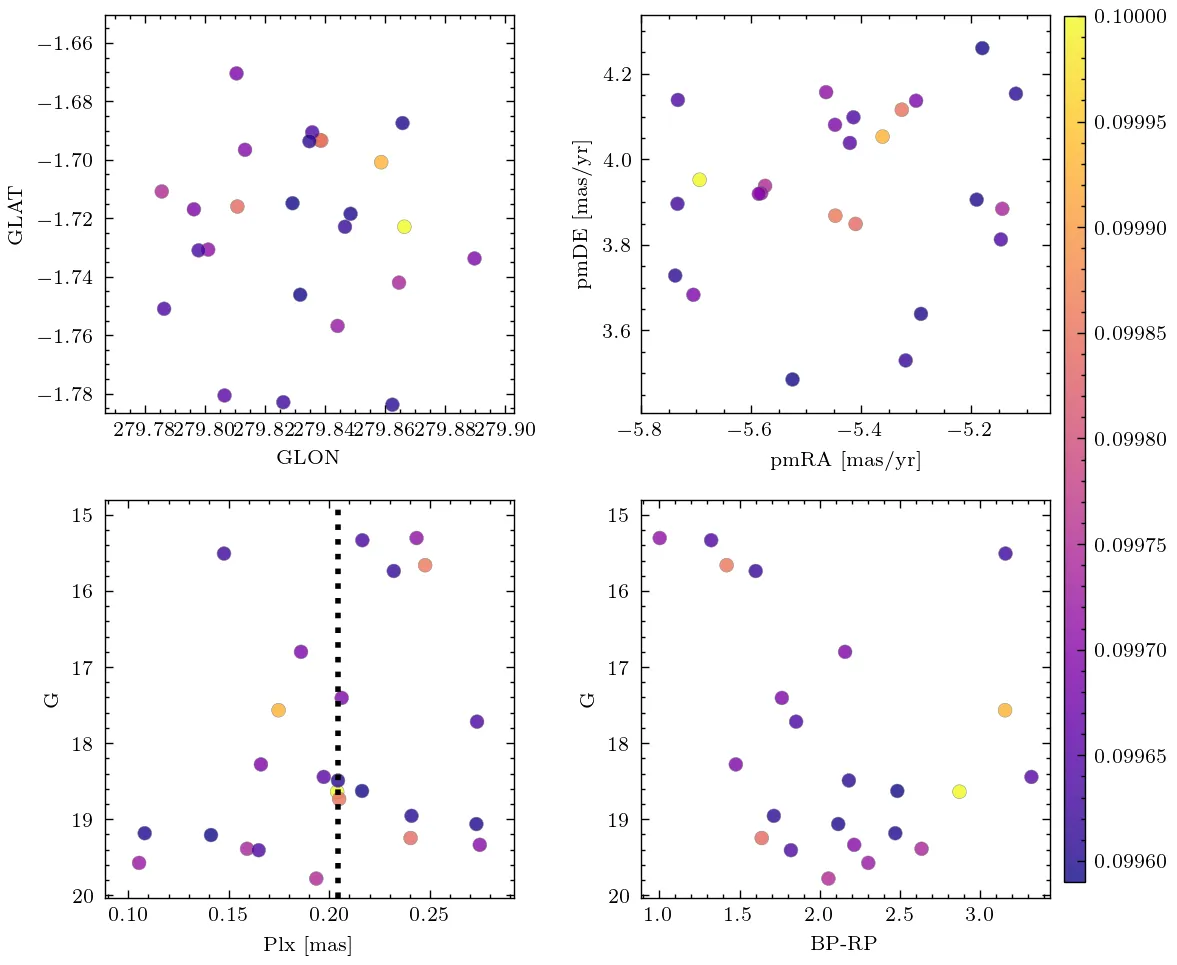 −1.66
−1.68
−1.70
−1.72
−1.74
−1.76
−1.78
GLAT
279.78 279.80 279.82 279.84 279.86 279.88 279.90
GLON
4.2
4.0
3.8
3.6
pmDE [mas/yr]
−5.8 −5.6 −5.4 −5.2
pmRA [mas/yr]
15
16
17
18
19
20
G
0.10 0.15 0.20 0.25
Plx [mas]
15
16
17
18
19
20
G
1.0 1.5 2.0 2.5 3.0
BP-RP
0.10000
0.09995
0.09990
0.09985
0.09980
0.09975
0.09970
0.09965
0.09960